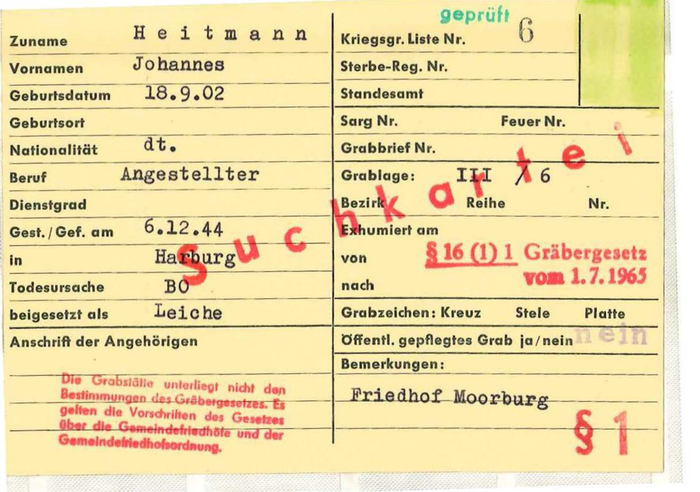 geprüft
Zuname Heitmann
Vornamen Johannes
Geburtsdatum 18.9.02
Geburtsort
Nationalität dt.
Beruf Angestellter
Dienstgrad
Gest./Gef. am 6.12.44
in Harburg
Todesursache BO
beigesetzt als Leiche
Anschrift der Angehörigen
Die Grabstätte unterliegt nicht den
Bestimmungen des Gräbergesetzes. Es
gelten die Vorschriften des Gesetzes
über die Gemeindefriedhöfe und der
Gemeindefriedhofsordnung.
Suchkartei
Kriegsgr. Liste Nr. 6
Sterbe-Reg. Nr.
Standesamt
Sarg Nr. Feuer Nr.
Grabbrief Nr.
Grablage: III / 6
Bezirk Reihe Nr.
Exhumiert am
von § 16 (1) 1 Gräbergesetz
nach vom 1.7.1965
Grabzeichen: Kreuz Stele Platte
Öffentl. gepflegtes Grab ja/nein nein
Bemerkungen:
Friedhof Moorburg
§ 1